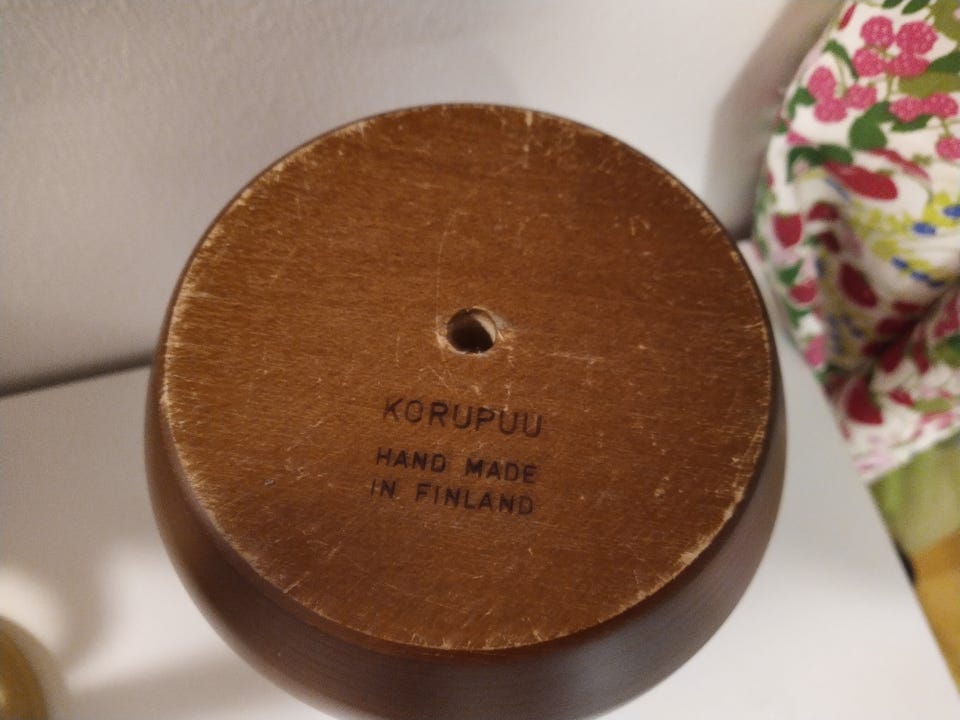 KORUPUU
HAND MADE
IN FINLAND